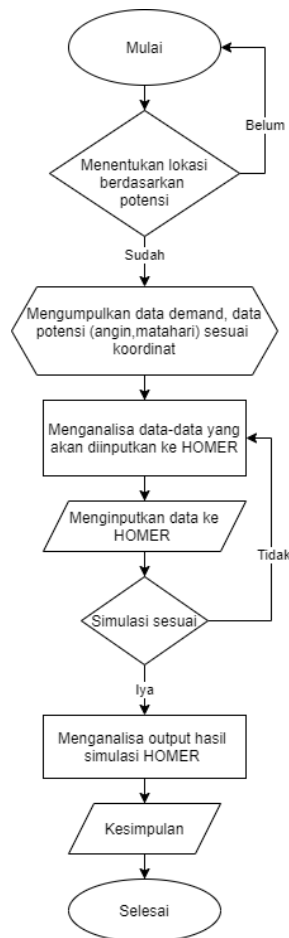 Mulai
Belum
Menentukan lokasi
berdasarkan
potensi
Sudah
Mengumpulkan data demand, data
potensi (angin,matahari) sesuai
koordinat
Menganalisa data-data yang
akan diinputkan ke HOMER
Menginputkan data ke
HOMER
Tidak
Simulasi sesuai
Iya
Menganalisa output hasil
simulasi HOMER
Kesimpulan
Selesai